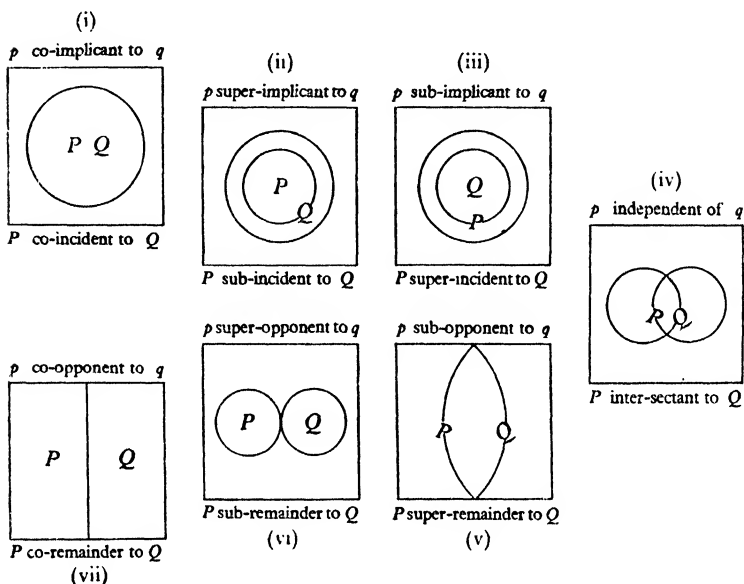 (i)
p co-implicant to q
P Q
P co-incident to Q
(ii)
p super-implicant to q
P
Q
P sub-incident to Q
(iii)
p sub-implicant to q
Q
P
P super-incident to Q
(iv)
p independent of q
P Q
P inter-sectant to Q
p co-opponent to q
P Q
P co-remainder to Q
(vii)
p super-opponent to q
P Q
P sub-remainder to Q
(vi)
p sub-opponent to q
P Q
P super-remainder to Q
(v)